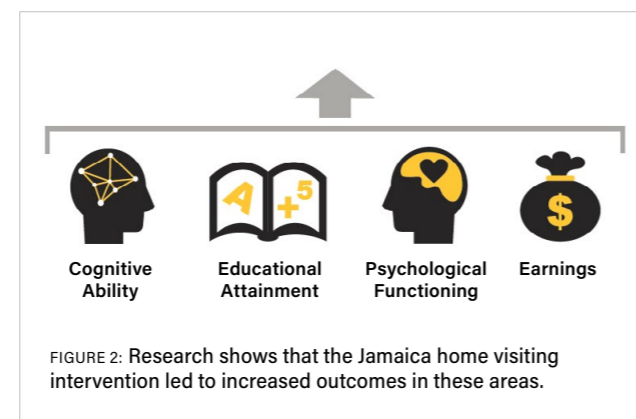 A
+5
$
Cognitive
Ability
Educational
Attainment
Psychological
Functioning
Earnings
FIGURE 2: Research shows that the Jamaica home visiting
intervention led to increased outcomes in these areas.